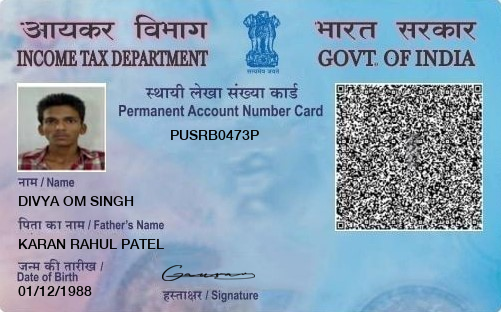 आयकर विभाग
INCOME TAX DEPARTMENT
सत्यमेव जयते
भारत सरकार
GOVT. OF INDIA
स्थायी लेखा संख्या कार्ड
Permanent Account Number Card
PUSRB0473P
नाम / Name
DIVYA OM SINGH
पिता का नाम / Father's Name
KARAN RAHUL PATEL
जन्म की तारीख /
Date of Birth
01/12/1988
हस्ताक्षर / Signature